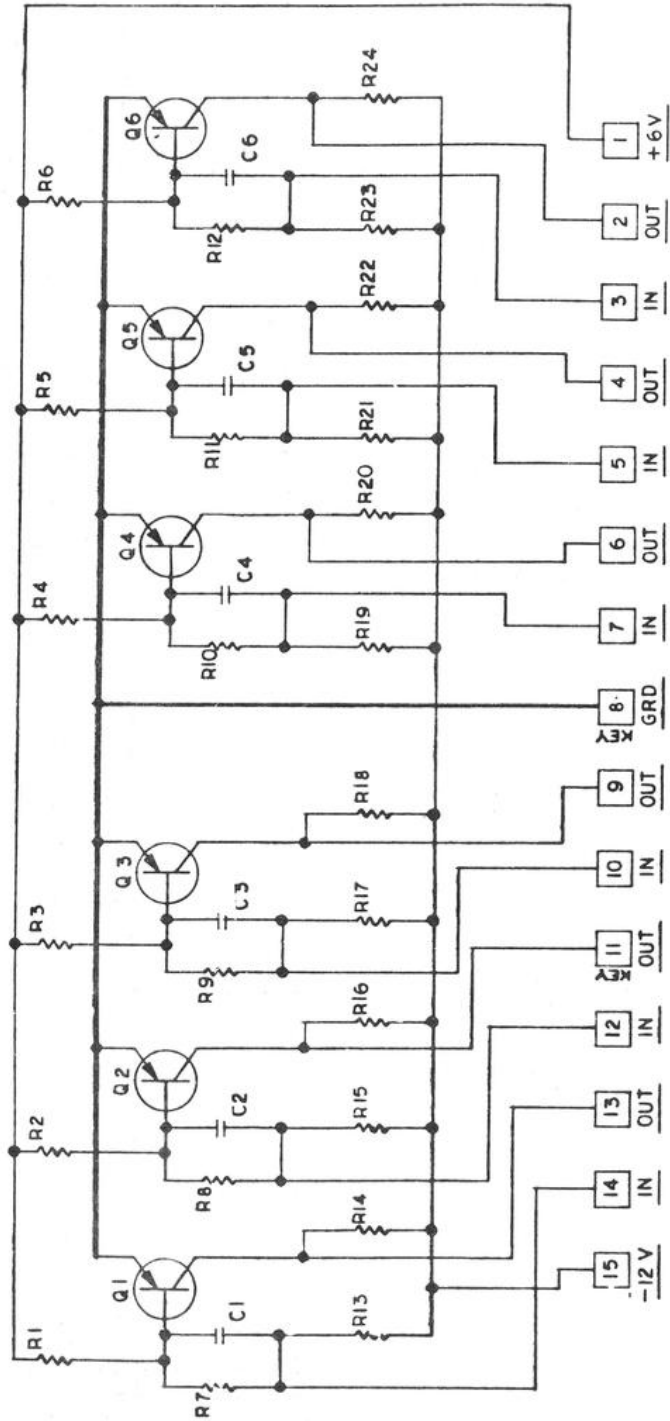 R1
R2
R3
R4
R5
R6
Q1
Q2
Q3
Q4
Q5
Q6
R7
C1
R8
C2
R9
C3
R10
C4
R11
C5
R12
C6
R13
R14
R15
R16
R17
R18
R19
R20
R21
R22
R23
R24
KEY
KEY
15
14
13
12
11
10
9
8
7
6
5
4
3
2
1
-12V
IN
OUT
IN
OUT
IN
OUT
GRD
IN
OUT
IN
OUT
IN
OUT
+6V